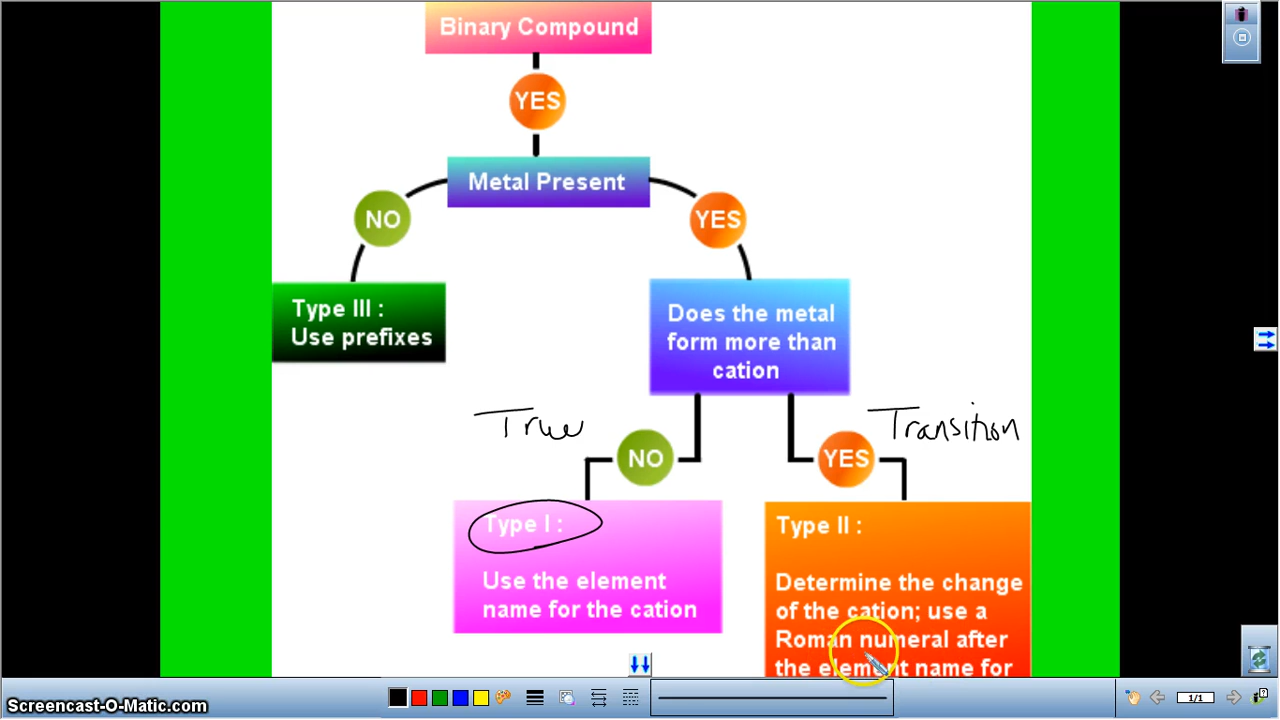 Binary Compound
YES
Metal Present
NO
YES
Type III :
Use prefixes
Does the metal
form more than
cation
True
Transition
NO
YES
Type I :
Use the element
name for the cation
Type II :
Determine the change
of the cation; use a
Roman numeral after
the element name for
1/1
Screencast-O-Matic.com